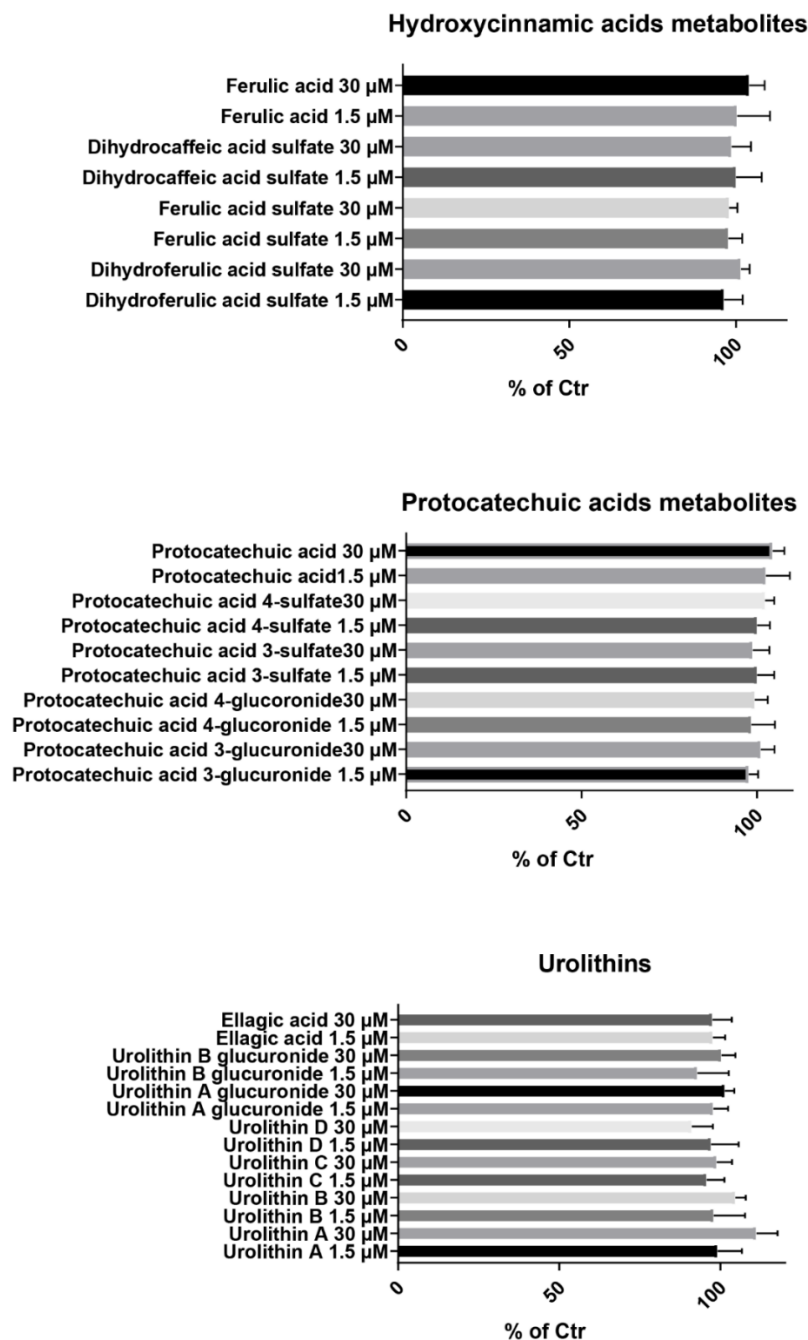 Hydroxycinnamic acids metabolites
Ferulic acid 30 µM
Ferulic acid 1.5 µM
Dihydrocaffeic acid sulfate 30 µM
Dihydrocaffeic acid sulfate 1.5 µM
Ferulic acid sulfate 30 µM
Ferulic acid sulfate 1.5 µM
Dihydroferulic acid sulfate 30 µM
Dihydroferulic acid sulfate 1.5 µM
0 50 100
% of Ctr
Protocatechuic acids metabolites
Protocatechuic acid 30 µM
Protocatechuic acid1.5 µM
Protocatechuic acid 4-sulfate30 µM
Protocatechuic acid 4-sulfate 1.5 µM
Protocatechuic acid 3-sulfate30 µM
Protocatechuic acid 3-sulfate 1.5 µM
Protocatechuic acid 4-glucoronide30 µM
Protocatechuic acid 4-glucoronide 1.5 µM
Protocatechuic acid 3-glucuronide30 µM
Protocatechuic acid 3-glucuronide 1.5 µM
0 50 100
% of Ctr
Urolithins
Ellagic acid 30 µM
Ellagic acid 1.5 µM
Urolithin B glucuronide 30 µM
Urolithin B glucuronide 1.5 µM
Urolithin A glucuronide 30 µM
Urolithin A glucuronide 1.5 µM
Urolithin D 30 µM
Urolithin D 1.5 µM
Urolithin C 30 µM
Urolithin C 1.5 µM
Urolithin B 30 µM
Urolithin B 1.5 µM
Urolithin A 30 µM
Urolithin A 1.5 µM
0 50 100
% of Ctr